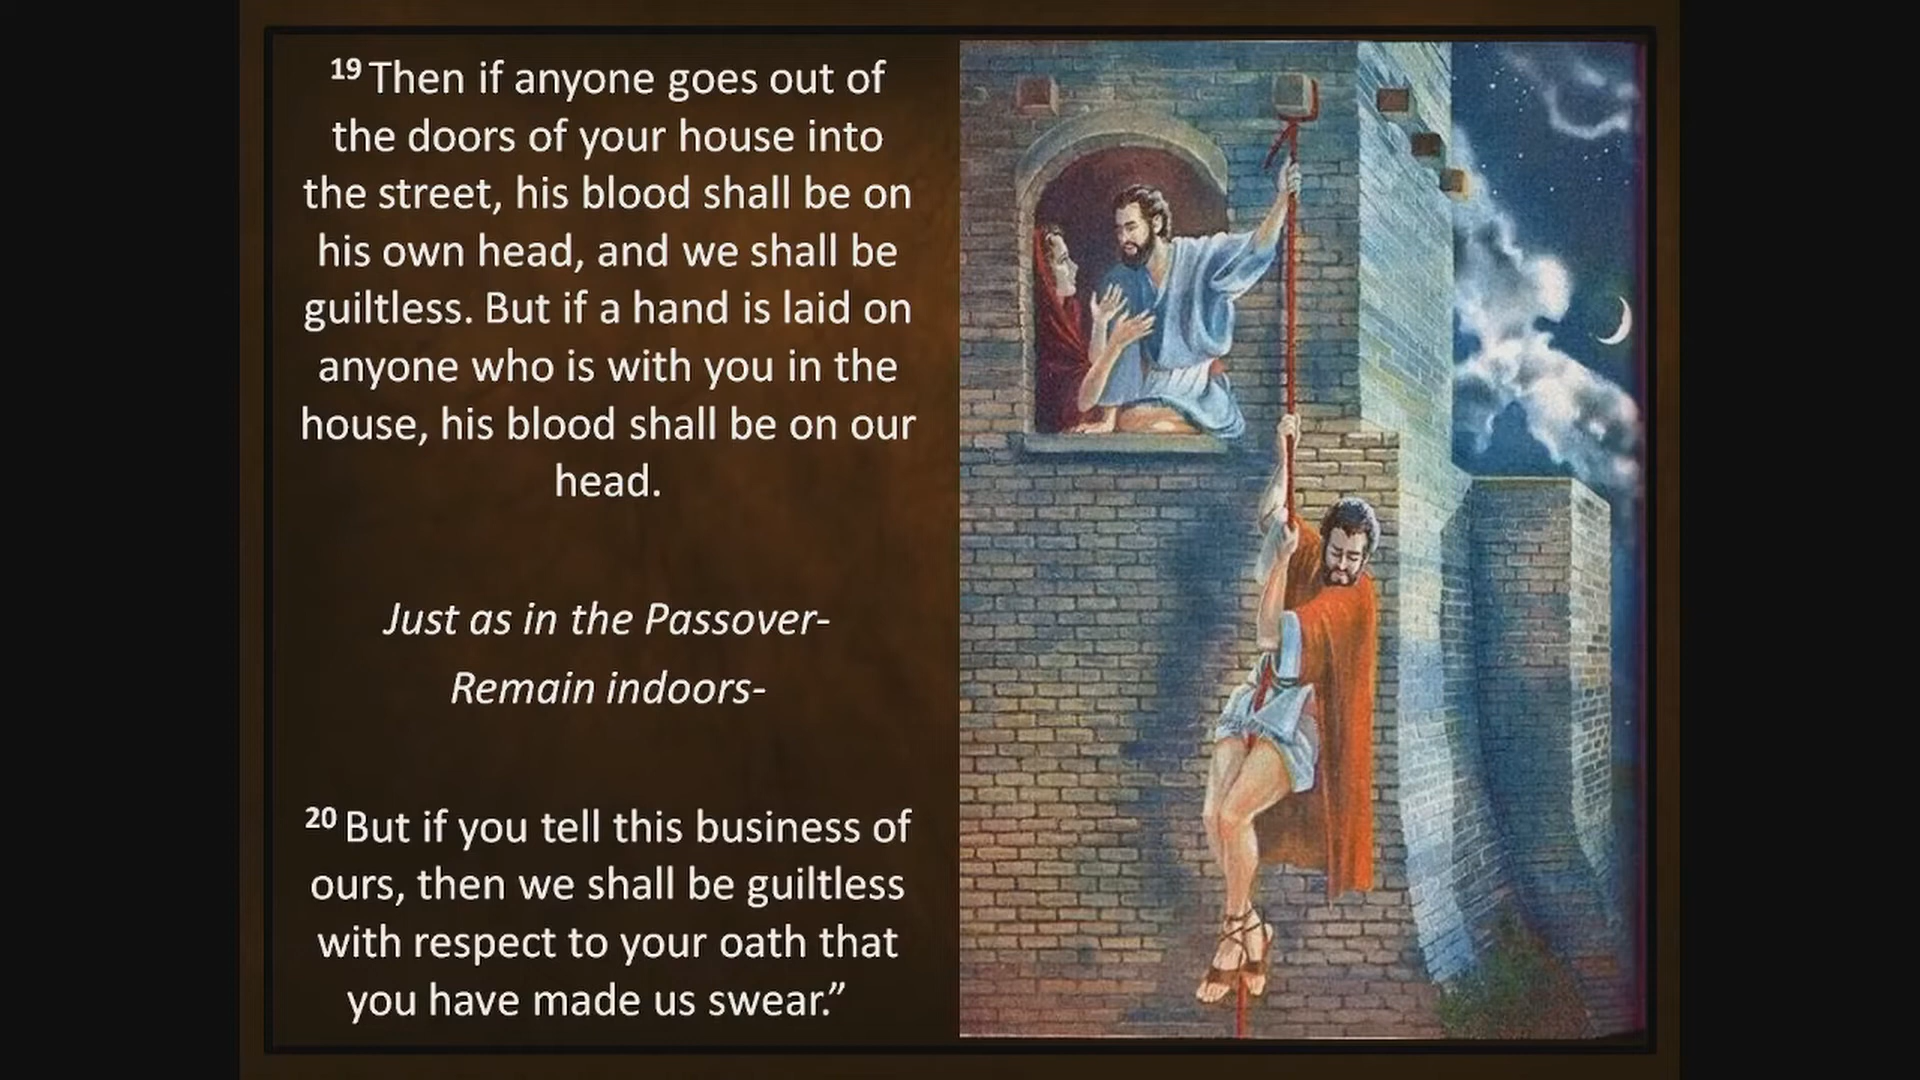 19 Then if anyone goes out of
the doors of your house into
the street, his blood shall be on
his own head, and we shall be
guiltless. But if a hand is laid on
anyone who is with you in the
house, his blood shall be on our
head.
Just as in the Passover-
Remain indoors-
20 But if you tell this business of
ours, then we shall be guiltless
with respect to your oath that
you have made us swear.”